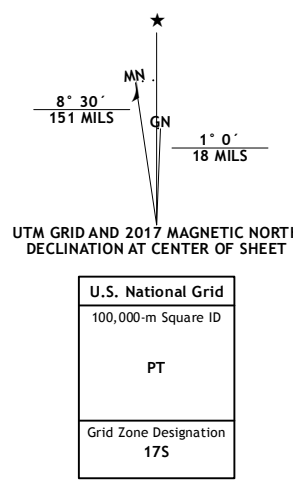 ★
MN
8° 30´
151 MILS
GN
1° 0´
18 MILS
UTM GRID AND 2017 MAGNETIC NORT
DECLINATION AT CENTER OF SHEET
U.S. National Grid
100,000-m Square ID
PT
Grid Zone Designation
17S